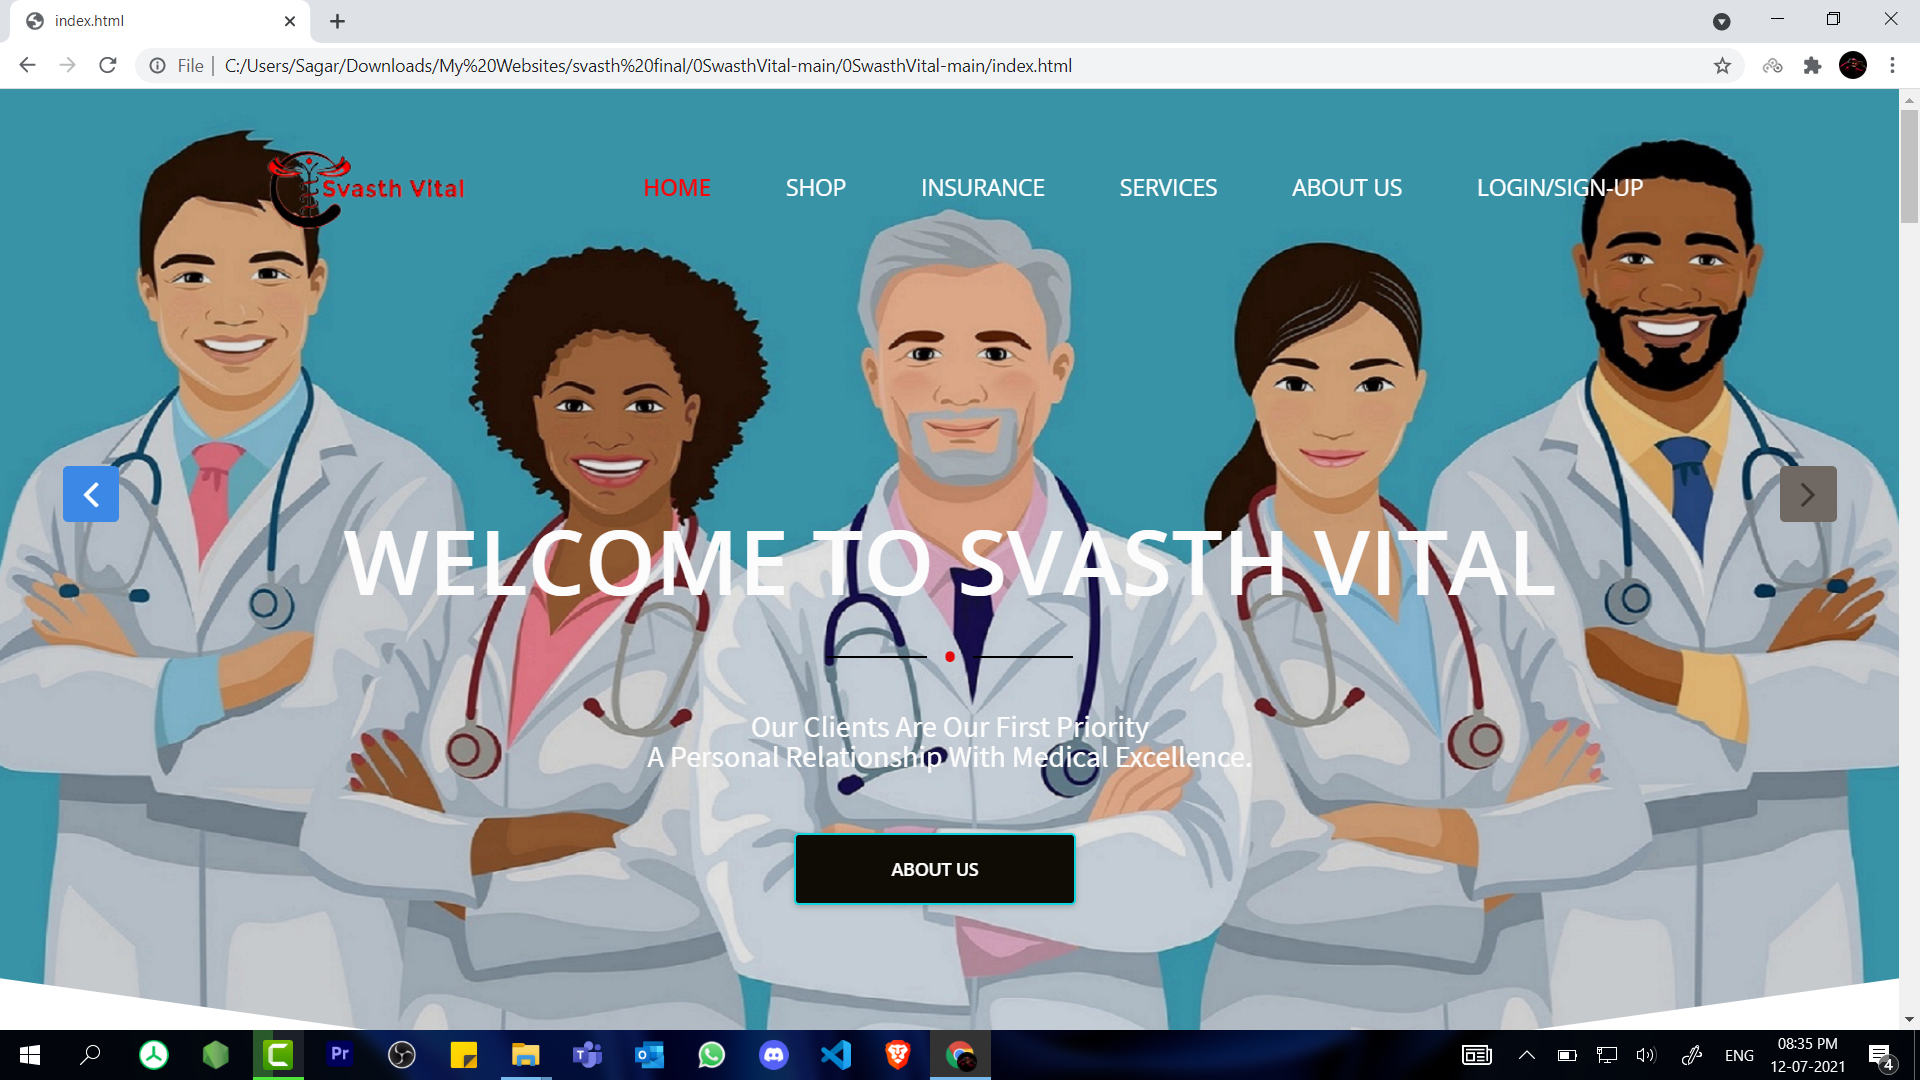 index.html
File
C:/Users/Sagar/Downloads/My%20Websites/svasth%20final/0SwasthVital-main/0SwasthVital-main/index.html
Svasth Vital
HOME
SHOP
INSURANCE
SERVICES
ABOUT US
LOGIN/SIGN-UP
WELCOME TO SVASTH VITAL
Our Clients Are Our First Priority
A Personal Relationship With Medical Excellence.
ABOUT US
Pr
T
ENG
08:35 PM
12-07-2021
4